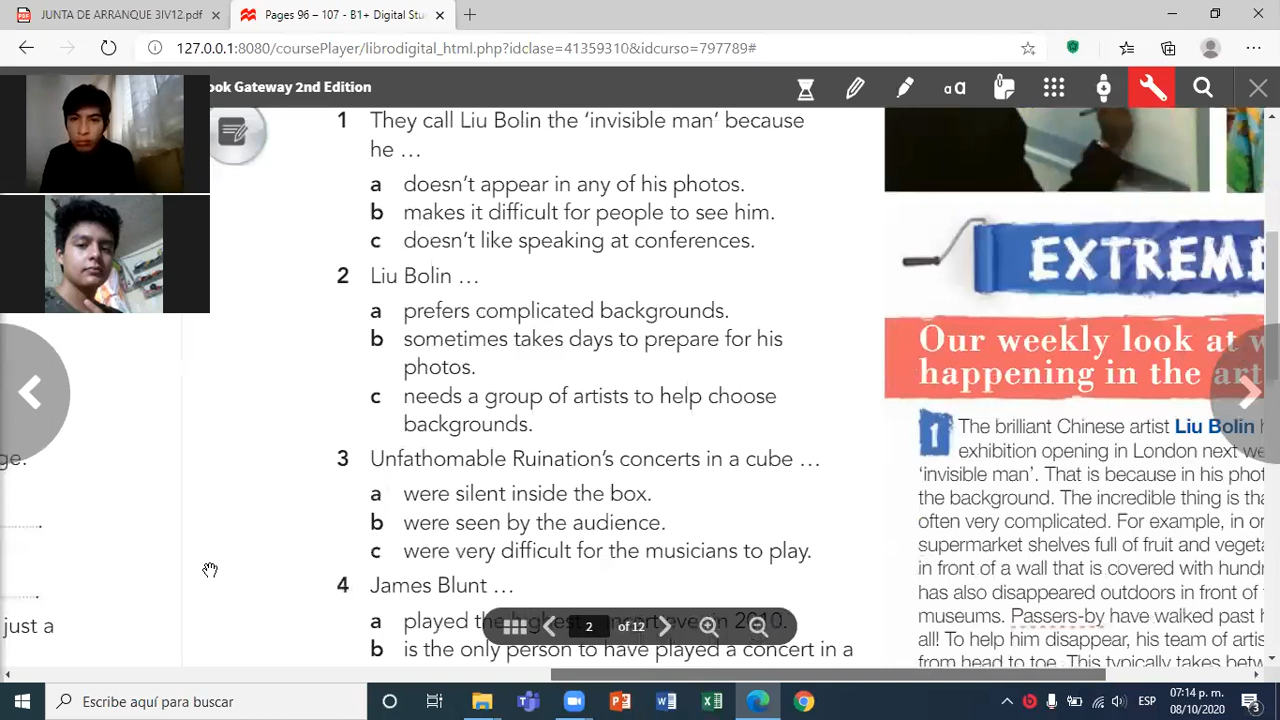 JUNTA DE ARRANQUE 3IV12.pdf
Pages 96 – 107 - B1+ Digital Stu
127.0.0.1:8080/coursePlayer/librodigital_html.php?idclase=41359310&idcurso=797789#
ook Gateway 2nd Edition
a a
1 They call Liu Bolin the ‘invisible man’ because
he …
a doesn’t appear in any of his photos.
b makes it difficult for people to see him.
c doesn’t like speaking at conferences.
2 Liu Bolin …
a prefers complicated backgrounds.
b sometimes takes days to prepare for his
photos.
c needs a group of artists to help choose
backgrounds.
3 Unfathomable Ruination’s concerts in a cube …
a were silent inside the box.
b were seen by the audience.
c were very difficult for the musicians to play.
4 James Blunt …
a played the highest concert ever in 2010.
b is the only person to have played a concert in a
ge.
just a
2 of 12
EXTREME
Our weekly look at w
happening in the art
1 The brilliant Chinese artist Liu Bolin h
exhibition opening in London next we
‘invisible man’. That is because in his phot
the background. The incredible thing is tha
often very complicated. For example, in or
supermarket shelves full of fruit and vegeta
in front of a wall that is covered with hundr
has also disappeared outdoors in front of
museums. Passers-by have walked past h
all! To help him disappear, his team of artis
from head to toe. This typically takes betw
Escribe aquí para buscar
ESP
07:14 p. m.
08/10/2020
3